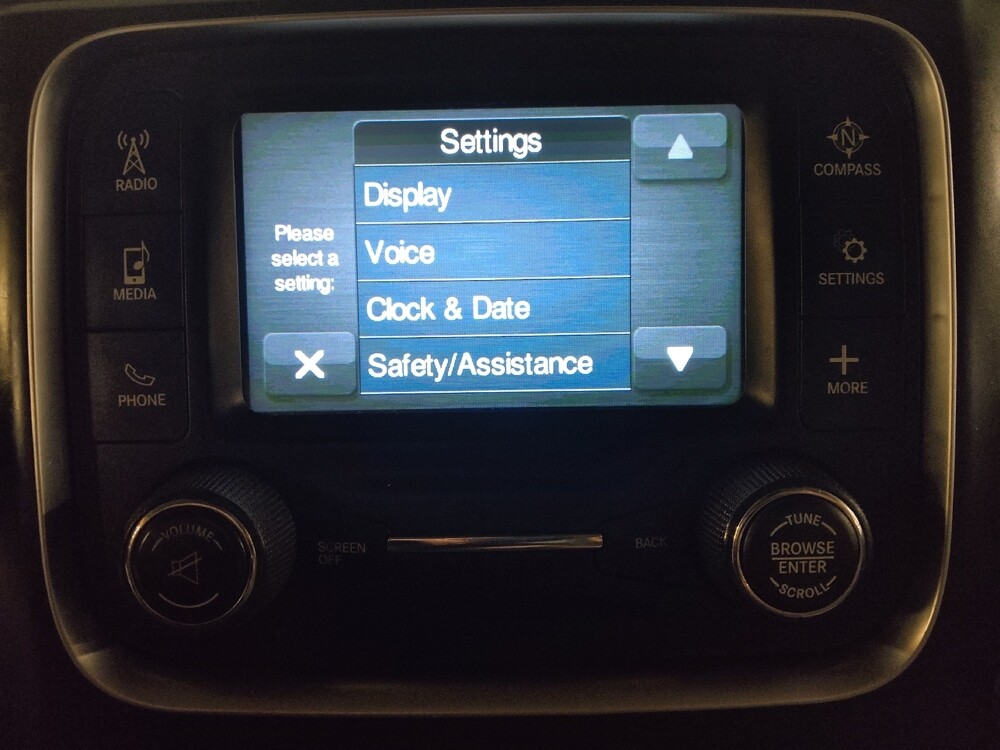 RADIO
MEDIA
PHONE
Settings
Display
Voice
Clock & Date
Safety/Assistance
Please
select a
setting:
N
COMPASS
SETTINGS
MORE
VOLUME
SCREEN
OFF
BACK
TUNE
BROWSE
ENTER
SCROLL